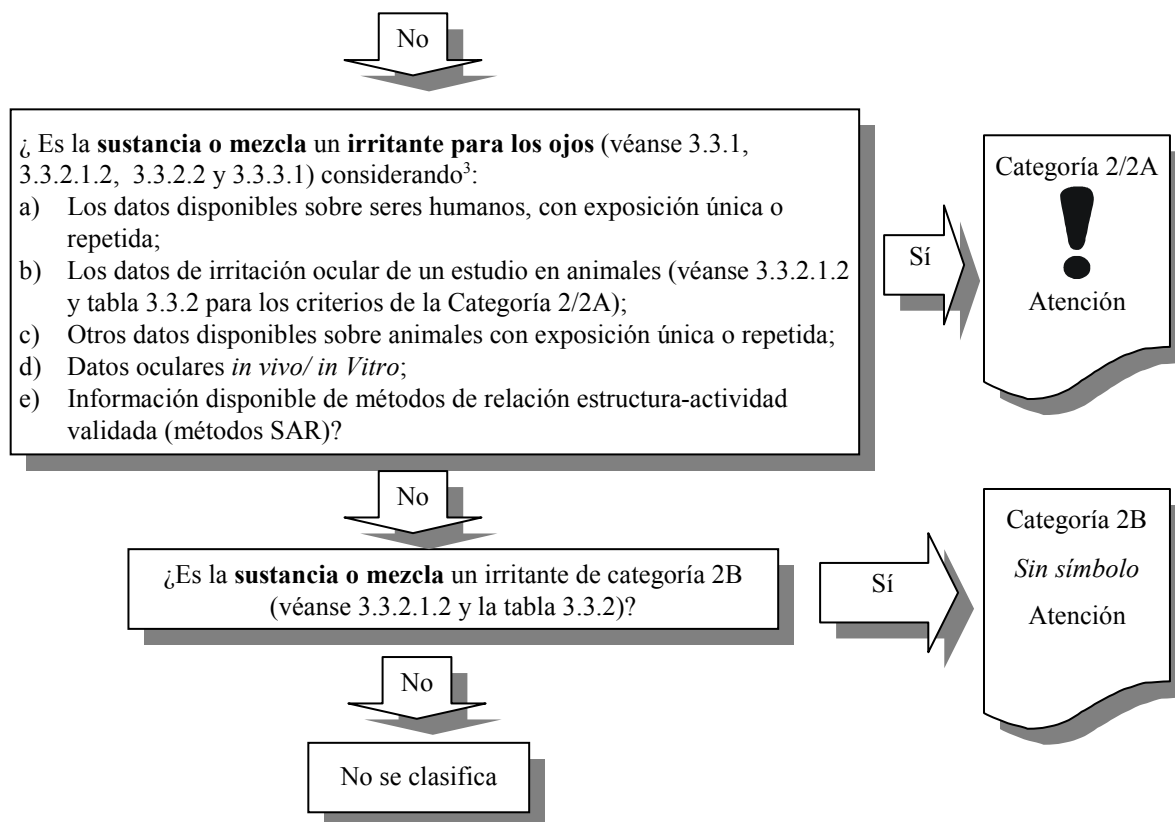 No
¿ Es la sustancia o mezcla un irritante para los ojos (véanse 3.3.1,
3.3.2.1.2, 3.3.2.2 y 3.3.3.1) considerando³:
a) Los datos disponibles sobre seres humanos, con exposición única o
repetida;
b) Los datos de irritación ocular de un estudio en animales (véanse 3.3.2.1.2
y tabla 3.3.2 para los criterios de la Categoría 2/2A);
c) Otros datos disponibles sobre animales con exposición única o repetida;
d) Datos oculares in vivo/ in Vitro;
e) Información disponible de métodos de relación estructura-actividad
validada (métodos SAR)?
Sí
Categoría 2/2A
Atención
No
¿Es la sustancia o mezcla un irritante de categoría 2B
(véanse 3.3.2.1.2 y la tabla 3.3.2)?
Sí
Categoría 2B
Sin símbolo
Atención
No
No se clasifica